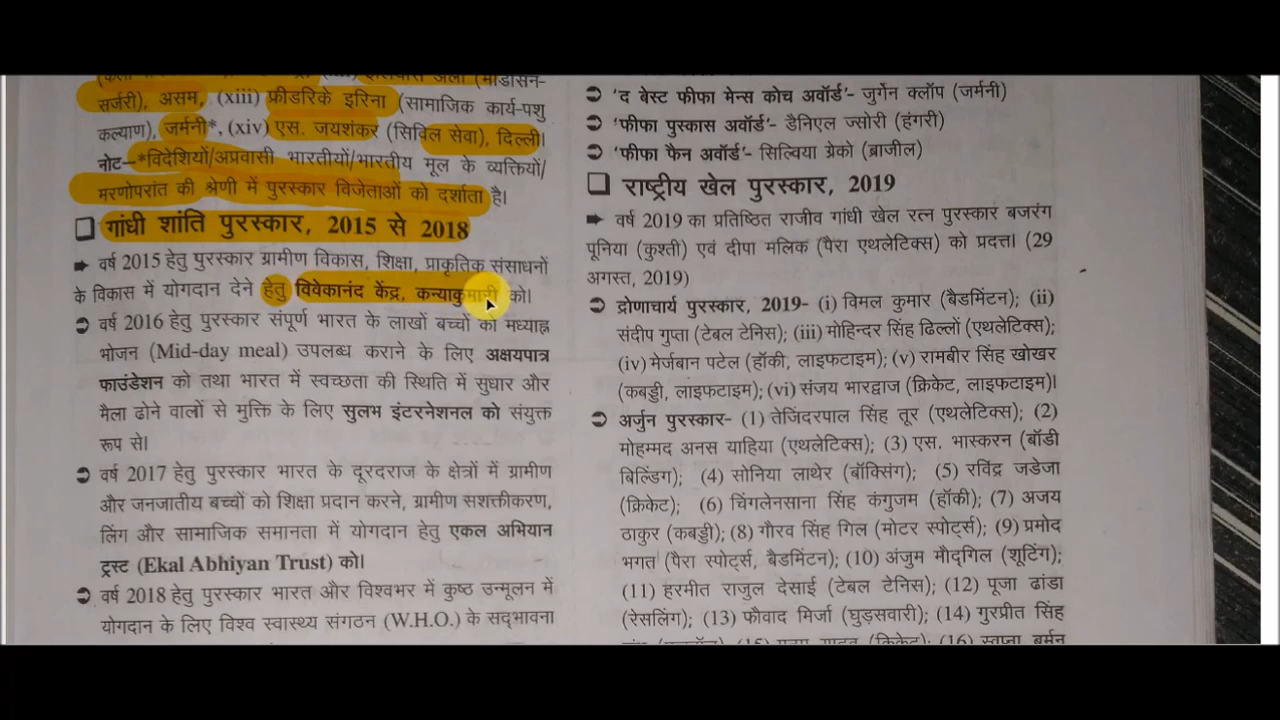 सर्जरी), असम, (xiii) फ्रीडरिके इरिना (सामाजिक कार्य-पशु
कल्याण), जर्मनी*, (xiv) एस. जयशंकर (सिविल सेवा), दिल्ली।
नोट–*विदेशियों/अप्रवासी भारतीयों/भारतीय मूल के व्यक्तियों/
मरणोपरांत की श्रेणी में पुरस्कार विजेताओं को दर्शाता है।
गांधी शांति पुरस्कार, 2015 से 2018
वर्ष 2015 हेतु पुरस्कार ग्रामीण विकास, शिक्षा, प्राकृतिक संसाधनों
के विकास में योगदान देने हेतु विवेकानंद केंद्र, कन्याकुमारी को।
वर्ष 2016 हेतु पुरस्कार संपूर्ण भारत के लाखों बच्चों को मध्याह्न
भोजन (Mid-day meal) उपलब्ध कराने के लिए अक्षयपात्र
फाउंडेशन को तथा भारत में स्वच्छता की स्थिति में सुधार और
मैला ढोने वालों से मुक्ति के लिए सुलभ इंटरनेशनल को संयुक्त
रूप से।
वर्ष 2017 हेतु पुरस्कार भारत के दूरदराज के क्षेत्रों में ग्रामीण
और जनजातीय बच्चों को शिक्षा प्रदान करने, ग्रामीण सशक्तीकरण,
लिंग और सामाजिक समानता में योगदान हेतु एकल अभियान
ट्रस्ट (Ekal Abhiyan Trust) को।
वर्ष 2018 हेतु पुरस्कार भारत और विश्वभर में कुष्ठ उन्मूलन में
योगदान के लिए विश्व स्वास्थ्य संगठन (W.H.O.) के सद्भावना
'द बेस्ट फीफा मेन्स कोच अवॉर्ड'- जुर्गेन क्लॉप (जर्मनी)
'फीफा पुस्कास अवॉर्ड'- डैनिएल ज्सोरी (हंगरी)
'फीफा फैन अवॉर्ड'- सिल्विया ग्रेको (ब्राजील)
राष्ट्रीय खेल पुरस्कार, 2019
वर्ष 2019 का प्रतिष्ठित राजीव गांधी खेल रत्न पुरस्कार बजरंग
पूनिया (कुश्ती) एवं दीपा मलिक (पैरा एथलेटिक्स) को प्रदत्त। (29
अगस्त, 2019)
द्रोणाचार्य पुरस्कार, 2019- (i) विमल कुमार (बैडमिंटन); (ii)
संदीप गुप्ता (टेबल टेनिस); (iii) मोहिन्दर सिंह ढिल्लों (एथलेटिक्स);
(iv) मेर्जबान पटेल (हॉकी, लाइफटाइम); (v) रामबीर सिंह खोखर
(कबड्डी, लाइफटाइम); (vi) संजय भारद्वाज (क्रिकेट, लाइफटाइम)।
अर्जुन पुरस्कार- (1) तेजिंदरपाल सिंह तूर (एथलेटिक्स); (2)
मोहम्मद अनस याहिया (एथलेटिक्स); (3) एस. भास्करन (बॉडी
बिल्डिंग); (4) सोनिया लाथेर (बॉक्सिंग); (5) रविंद्र जडेजा
(क्रिकेट); (6) चिंगलेनसाना सिंह कंगुजम (हॉकी); (7) अजय
ठाकुर (कबड्डी); (8) गौरव सिंह गिल (मोटर स्पोर्ट्स); (9) प्रमोद
भगत (पैरा स्पोर्ट्स, बैडमिंटन); (10) अंजुम मौद्गिल (शूटिंग);
(11) हरमीत राजुल देसाई (टेबल टेनिस); (12) पूजा ढांडा
(रेसलिंग); (13) फौवाद मिर्जा (घुड़सवारी); (14) गुरप्रीत सिंह